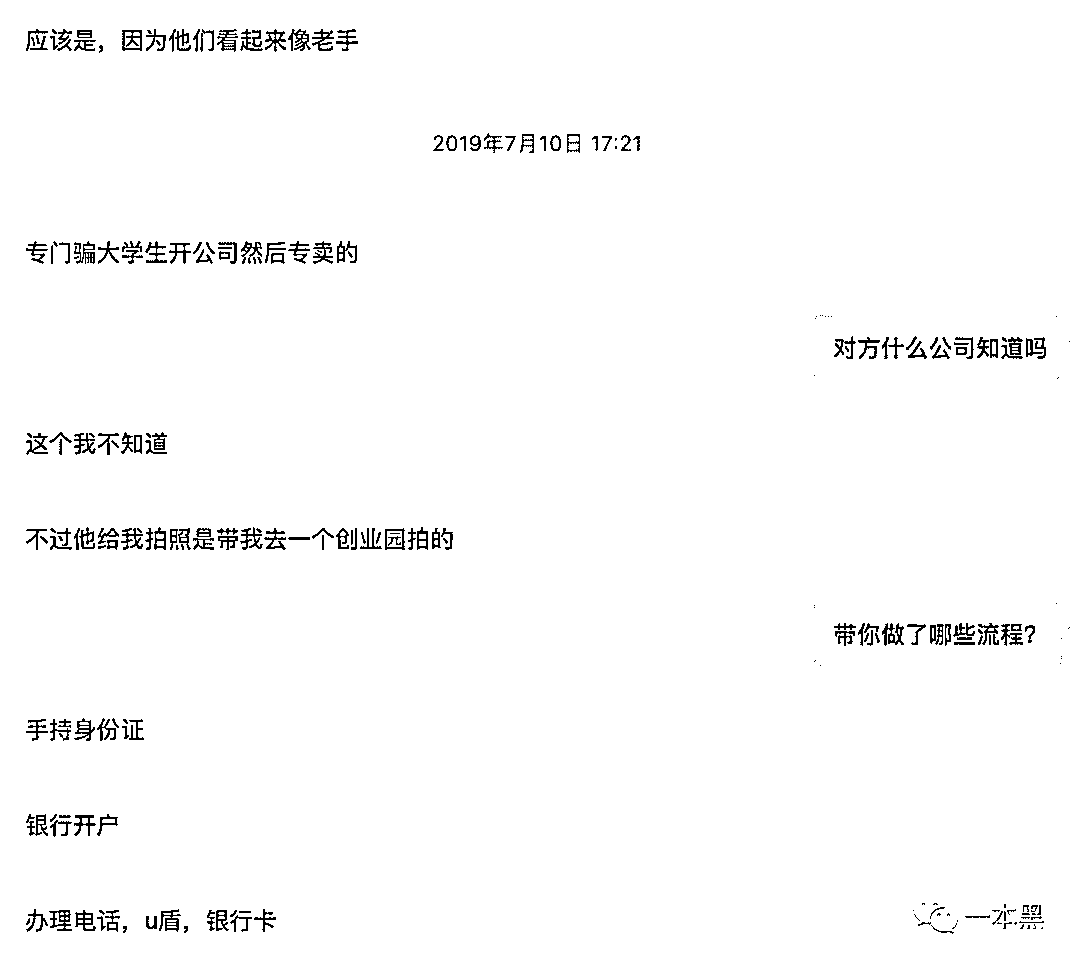 应该是，因为他们看起来像老手
2019年7月10日 17:21
专门骗大学生开公司然后专卖的
对方什么公司知道吗
这个我不知道
不过他给我拍照是带我去一个创业园拍的
带你做了哪些流程？
手持身份证
银行开户
办理电话，u盾，银行卡
一本黑